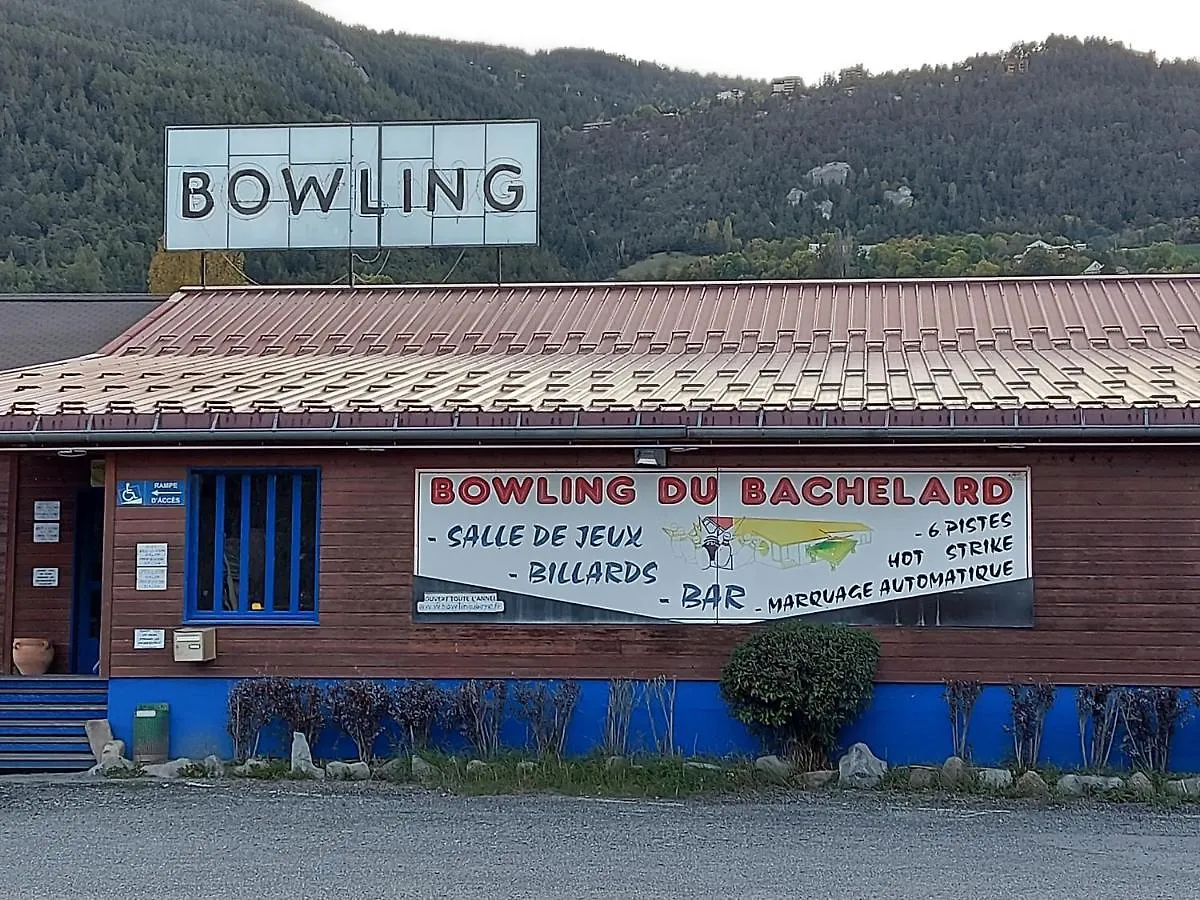 BOWLING
BOWLING DU BACHELARD
- SALLE DE JEUX
- BILLARDS
- BAR
- 6 PISTES
HOT STRIKE
- MARQUAGE AUTOMATIQUE
OUVERT TOUTE L'ANNEE
RAMPE
D'ACCÈS